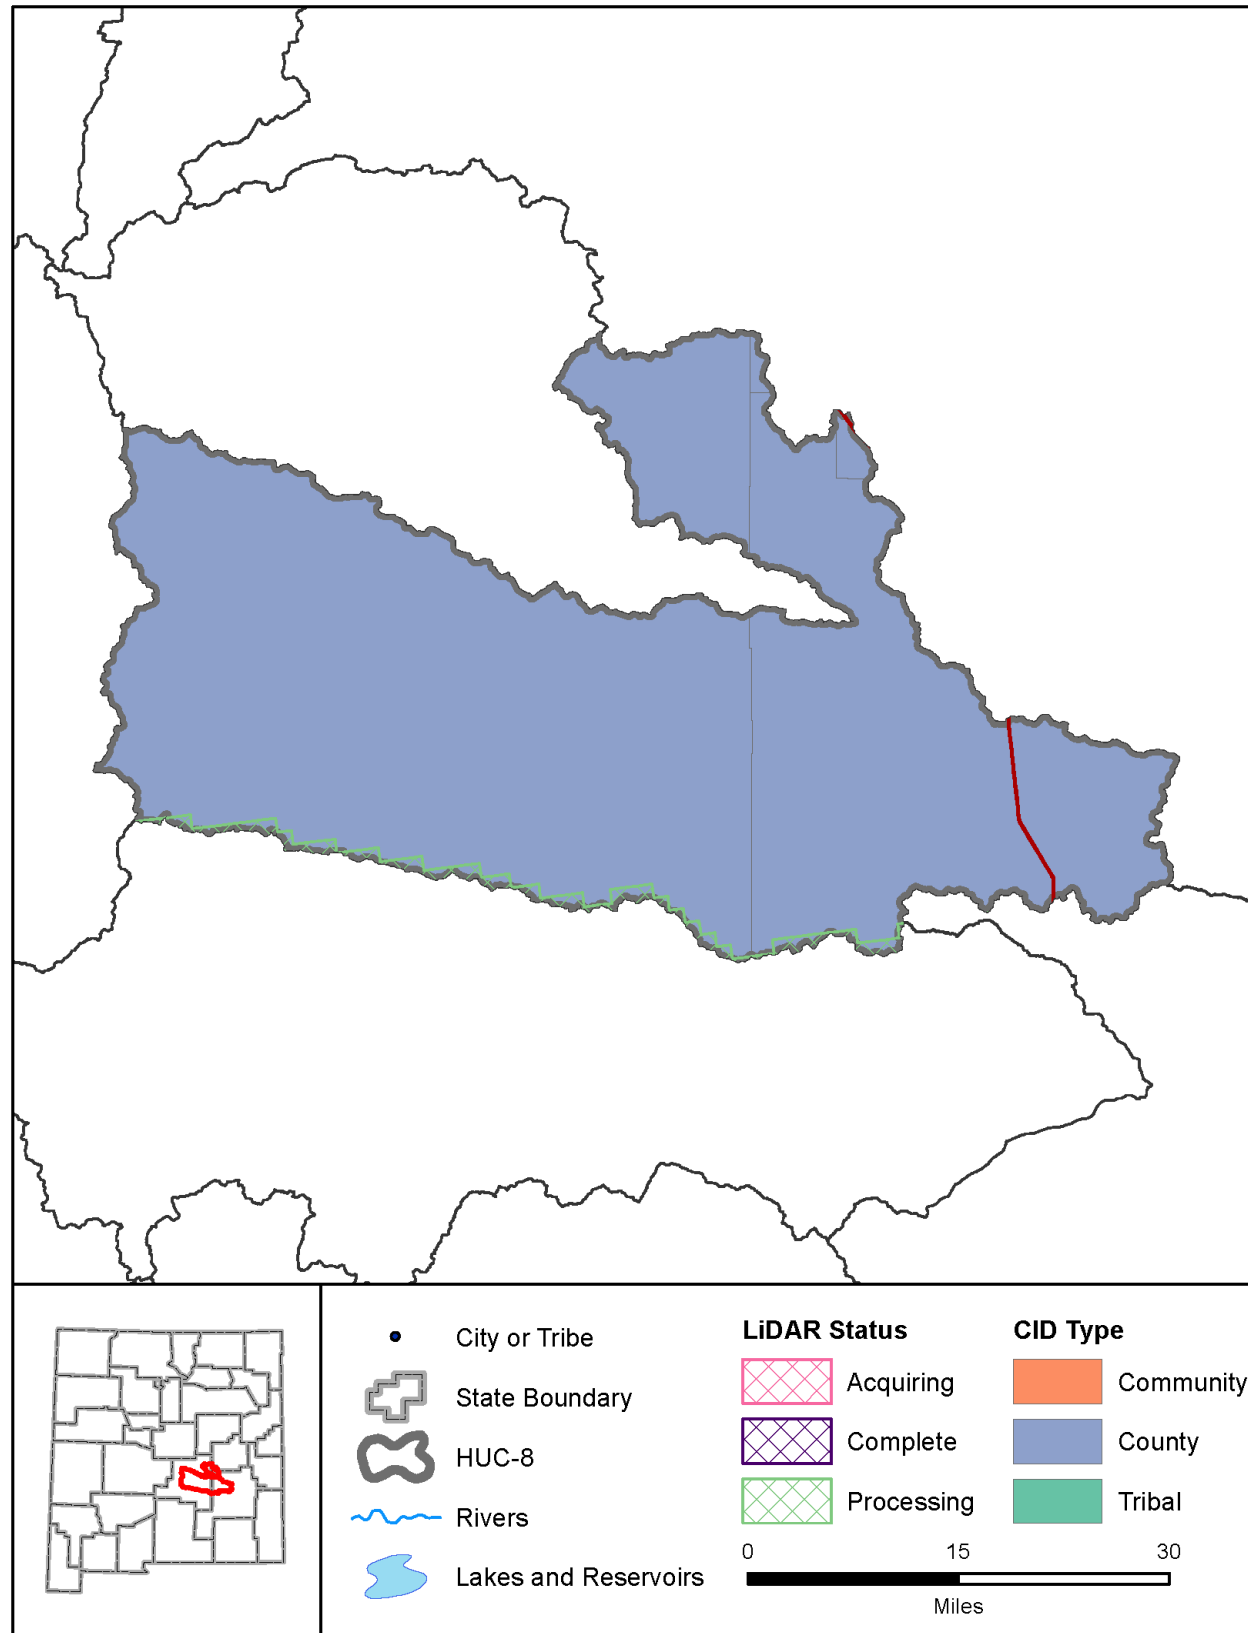 City or Tribe
State Boundary
HUC-8
Rivers
Lakes and Reservoirs
LiDAR Status
Acquiring
Complete
Processing
CID Type
Community
County
Tribal
0 15 30
Miles